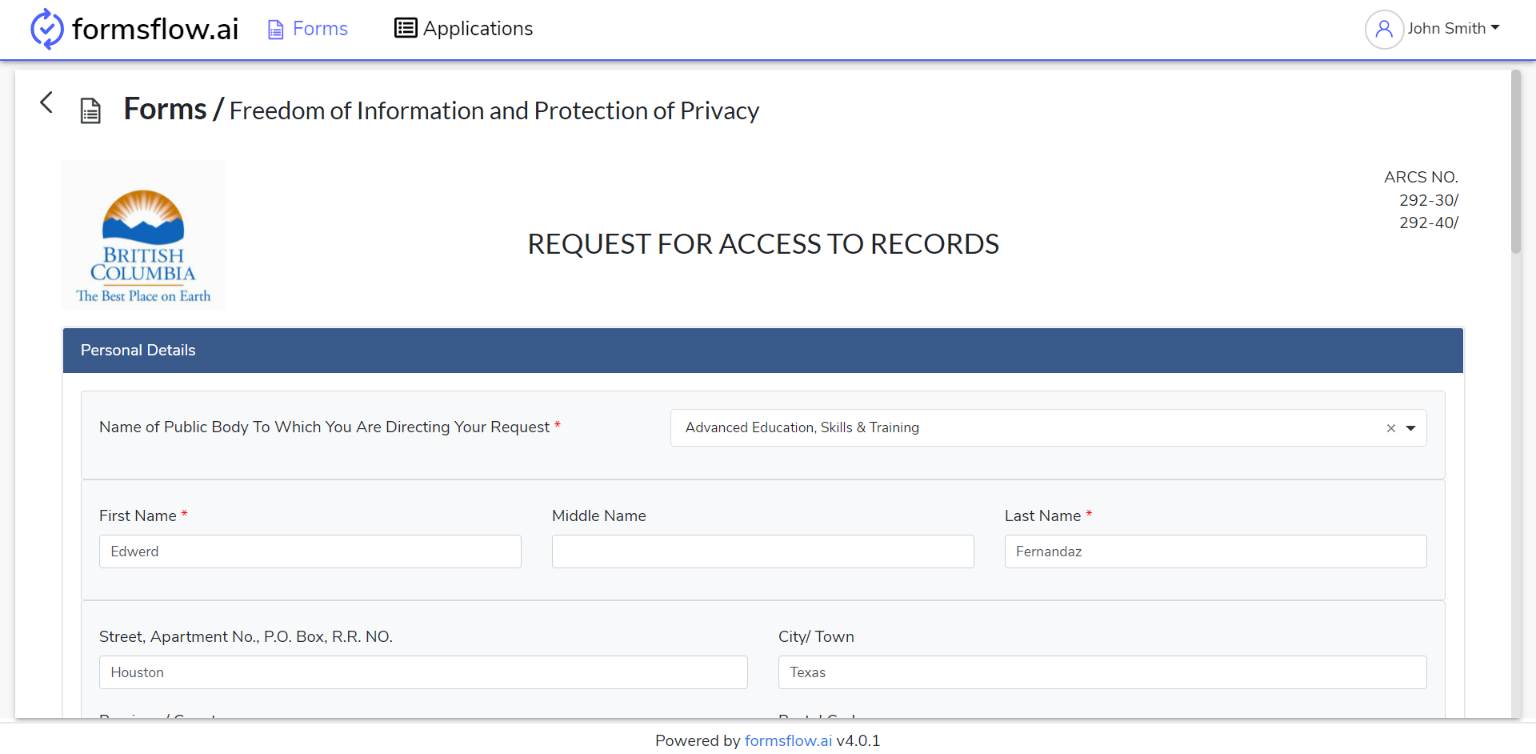 formsflow.ai Forms Applications John Smith
Forms / Freedom of Information and Protection of Privacy
ARCS NO.
292-30/
292-40/
BRITISH
COLUMBIA
The Best Place on Earth
REQUEST FOR ACCESS TO RECORDS
Personal Details
Name of Public Body To Which You Are Directing Your Request * Advanced Education, Skills & Training
First Name * Middle Name Last Name *
Edwerd Fernandaz
Street, Apartment No., P.O. Box, R.R. NO. City/ Town
Houston Texas
Powered by formsflow.ai v4.0.1